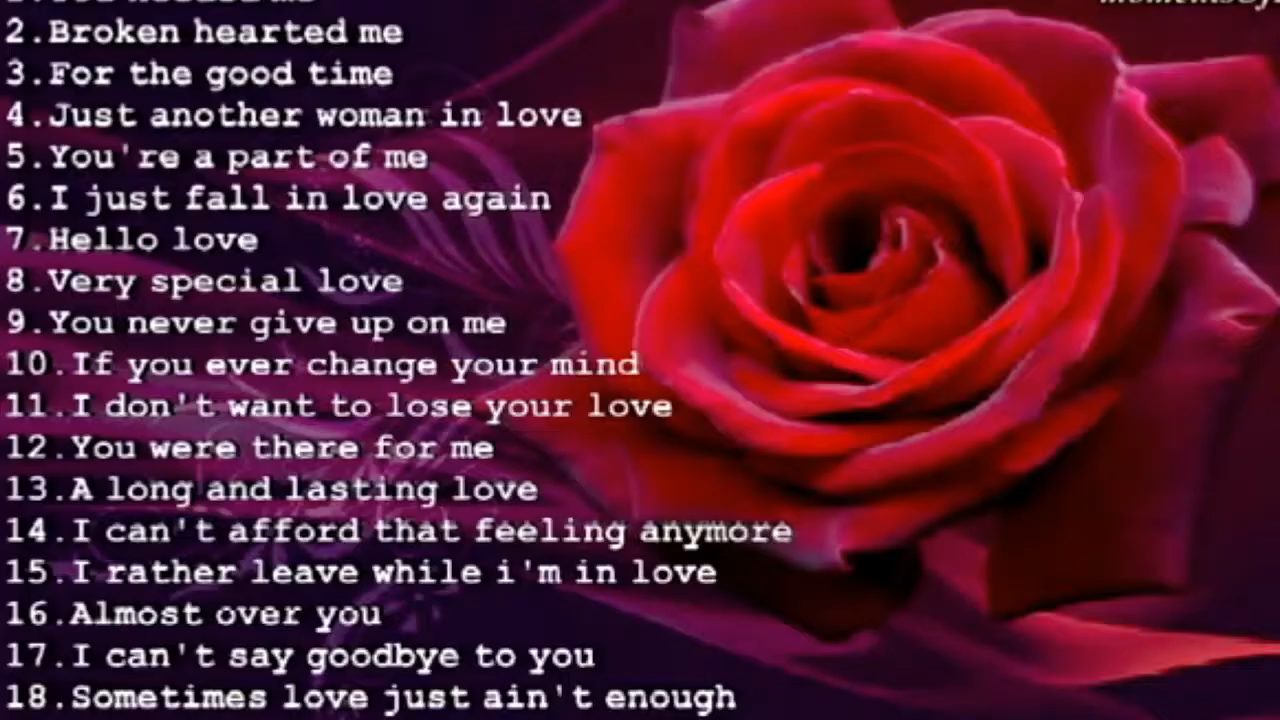 2.Broken hearted me
3.For the good time
4.Just another woman in love
5.You're a part of me
6.I just fall in love again
7.Hello love
8.Very special love
9.You never give up on me
10.If you ever change your mind
11.I don't want to lose your love
12.You were there for me
13.A long and lasting love
14.I can't afford that feeling anymore
15.I rather leave while i'm in love
16.Almost over you
17.I can't say goodbye to you
18.Sometimes love just ain't enough